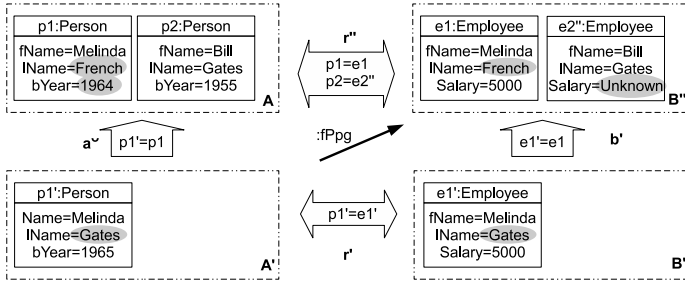 p1:Person
fName=Melinda
lName=French
bYear=1964
p2:Person
fName=Bill
lName=Gates
bYear=1955
A
r"
p1=e1
p2=e2"
e1:Employee
fName=Melinda
lName=French
Salary=5000
e2":Employee
fName=Bill
lName=Gates
Salary=Unknown
B"
a˘
p1'=p1
:fPpg
e1'=e1
b'
p1':Person
Name=Melinda
lName=Gates
bYear=1965
A'
p1'=e1'
r'
e1':Employee
fName=Melinda
lName=Gates
Salary=5000
B'